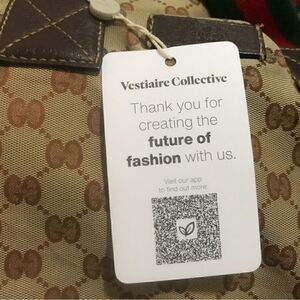 Vestiaire Collective
Thank you for
creating the
future of
fashion with us.
Visit our app
to find out more.